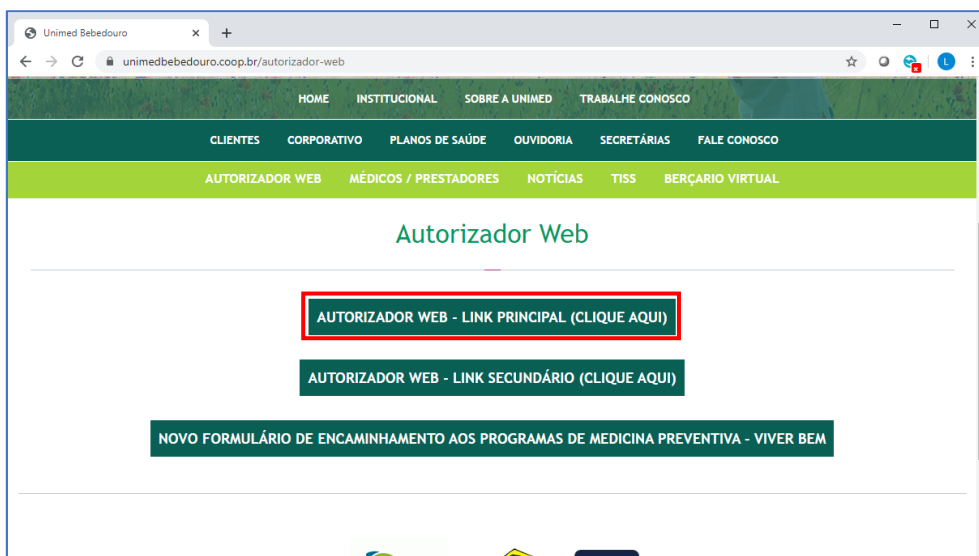 Unimed Bebedouro
unimedbebedouro.coop.br/autorizador-web
L
HOME INSTITUCIONAL SOBRE A UNIMED TRABALHE CONOSCO
CLIENTES CORPORATIVO PLANOS DE SAÚDE OUVIDORIA SECRETÁRIAS FALE CONOSCO
AUTORIZADOR WEB MÉDICOS / PRESTADORES NOTÍCIAS TISS BERÇARIO VIRTUAL
Autorizador Web
AUTORIZADOR WEB - LINK PRINCIPAL (CLIQUE AQUI)
AUTORIZADOR WEB - LINK SECUNDÁRIO (CLIQUE AQUI)
NOVO FORMULÁRIO DE ENCAMINHAMENTO AOS PROGRAMAS DE MEDICINA PREVENTIVA - VIVER BEM